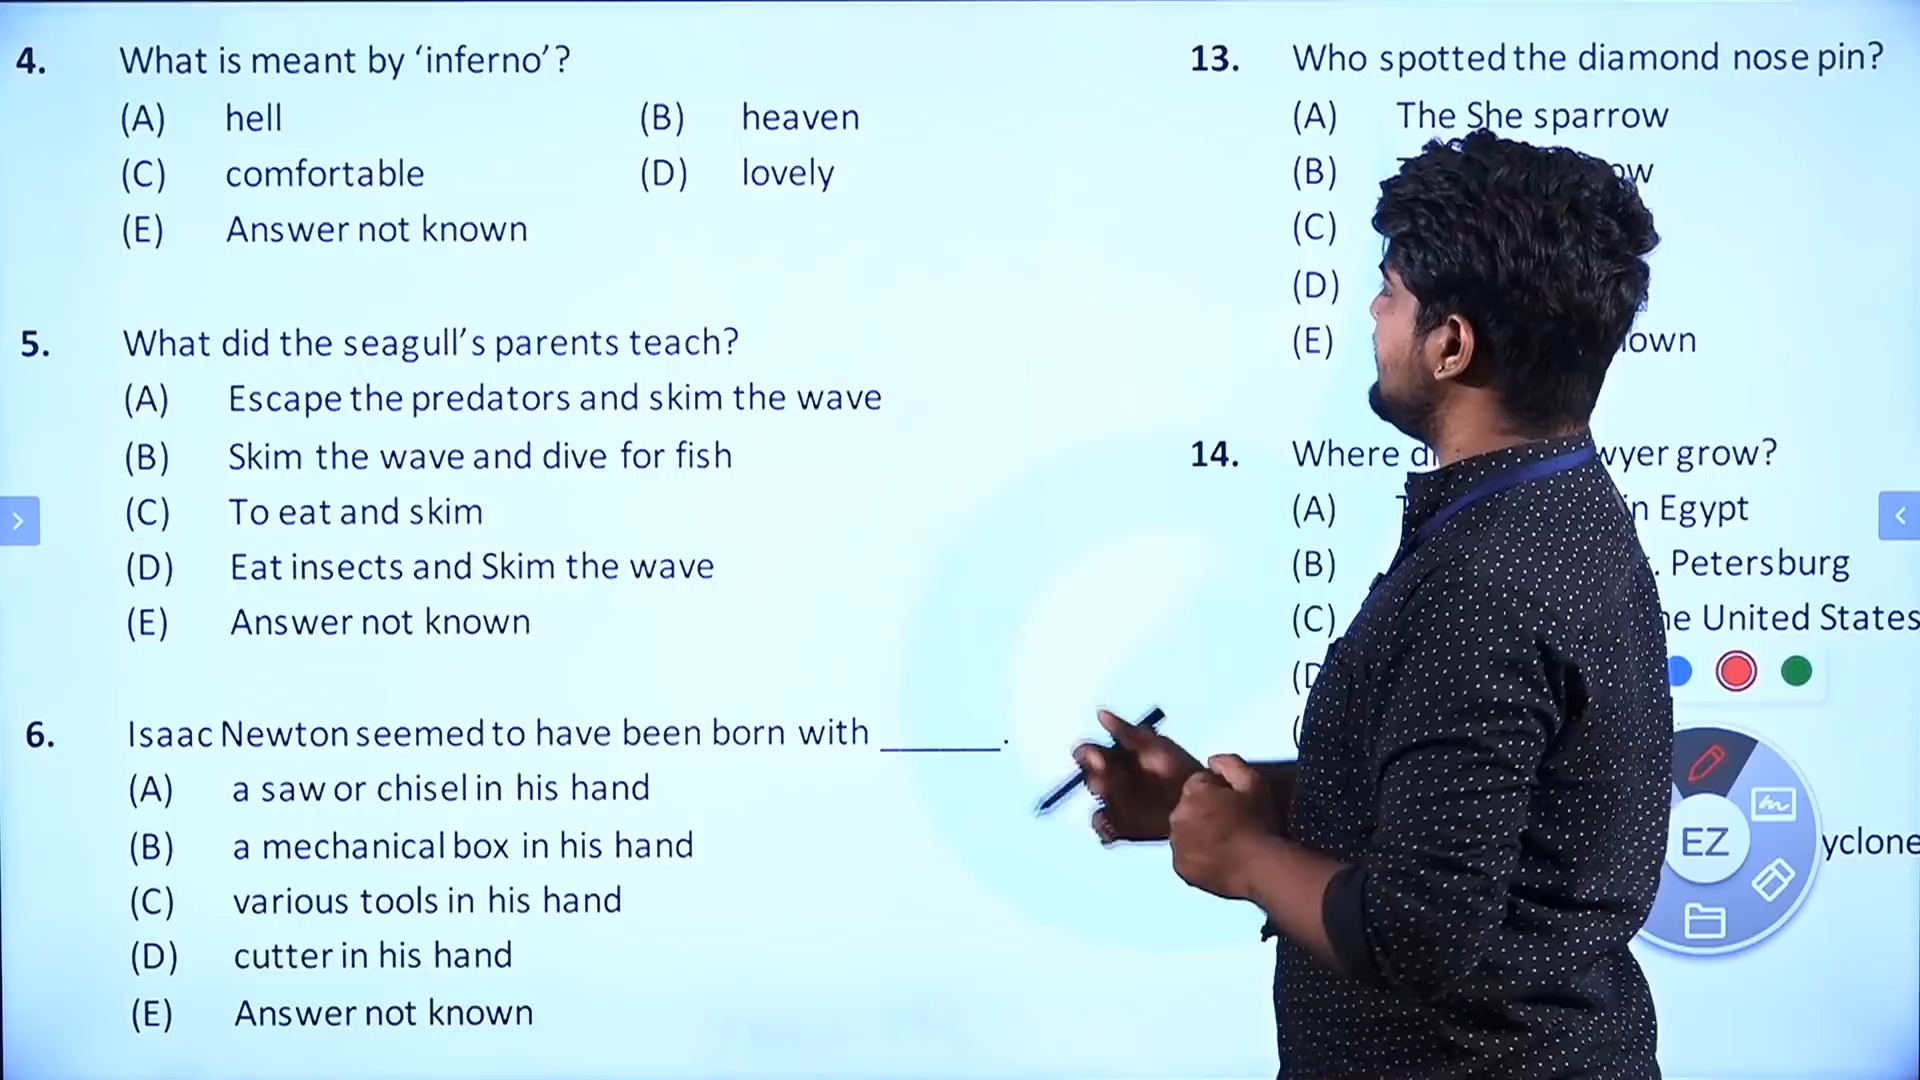 4. What is meant by ‘inferno’?
(A) hell (B) heaven
(C) comfortable (D) lovely
(E) Answer not known
5. What did the seagull’s parents teach?
(A) Escape the predators and skim the wave
(B) Skim the wave and dive for fish
(C) To eat and skim
(D) Eat insects and Skim the wave
(E) Answer not known
6. Isaac Newton seemed to have been born with ______.
(A) a saw or chisel in his hand
(B) a mechanical box in his hand
(C) various tools in his hand
(D) cutter in his hand
(E) Answer not known
13. Who spotted the diamond nose pin?
(A) The She sparrow
(B)
(C)
(D)
(E)
14. Where grow?
(A) in Egypt
(B) . Petersburg
(C) United States
EZ